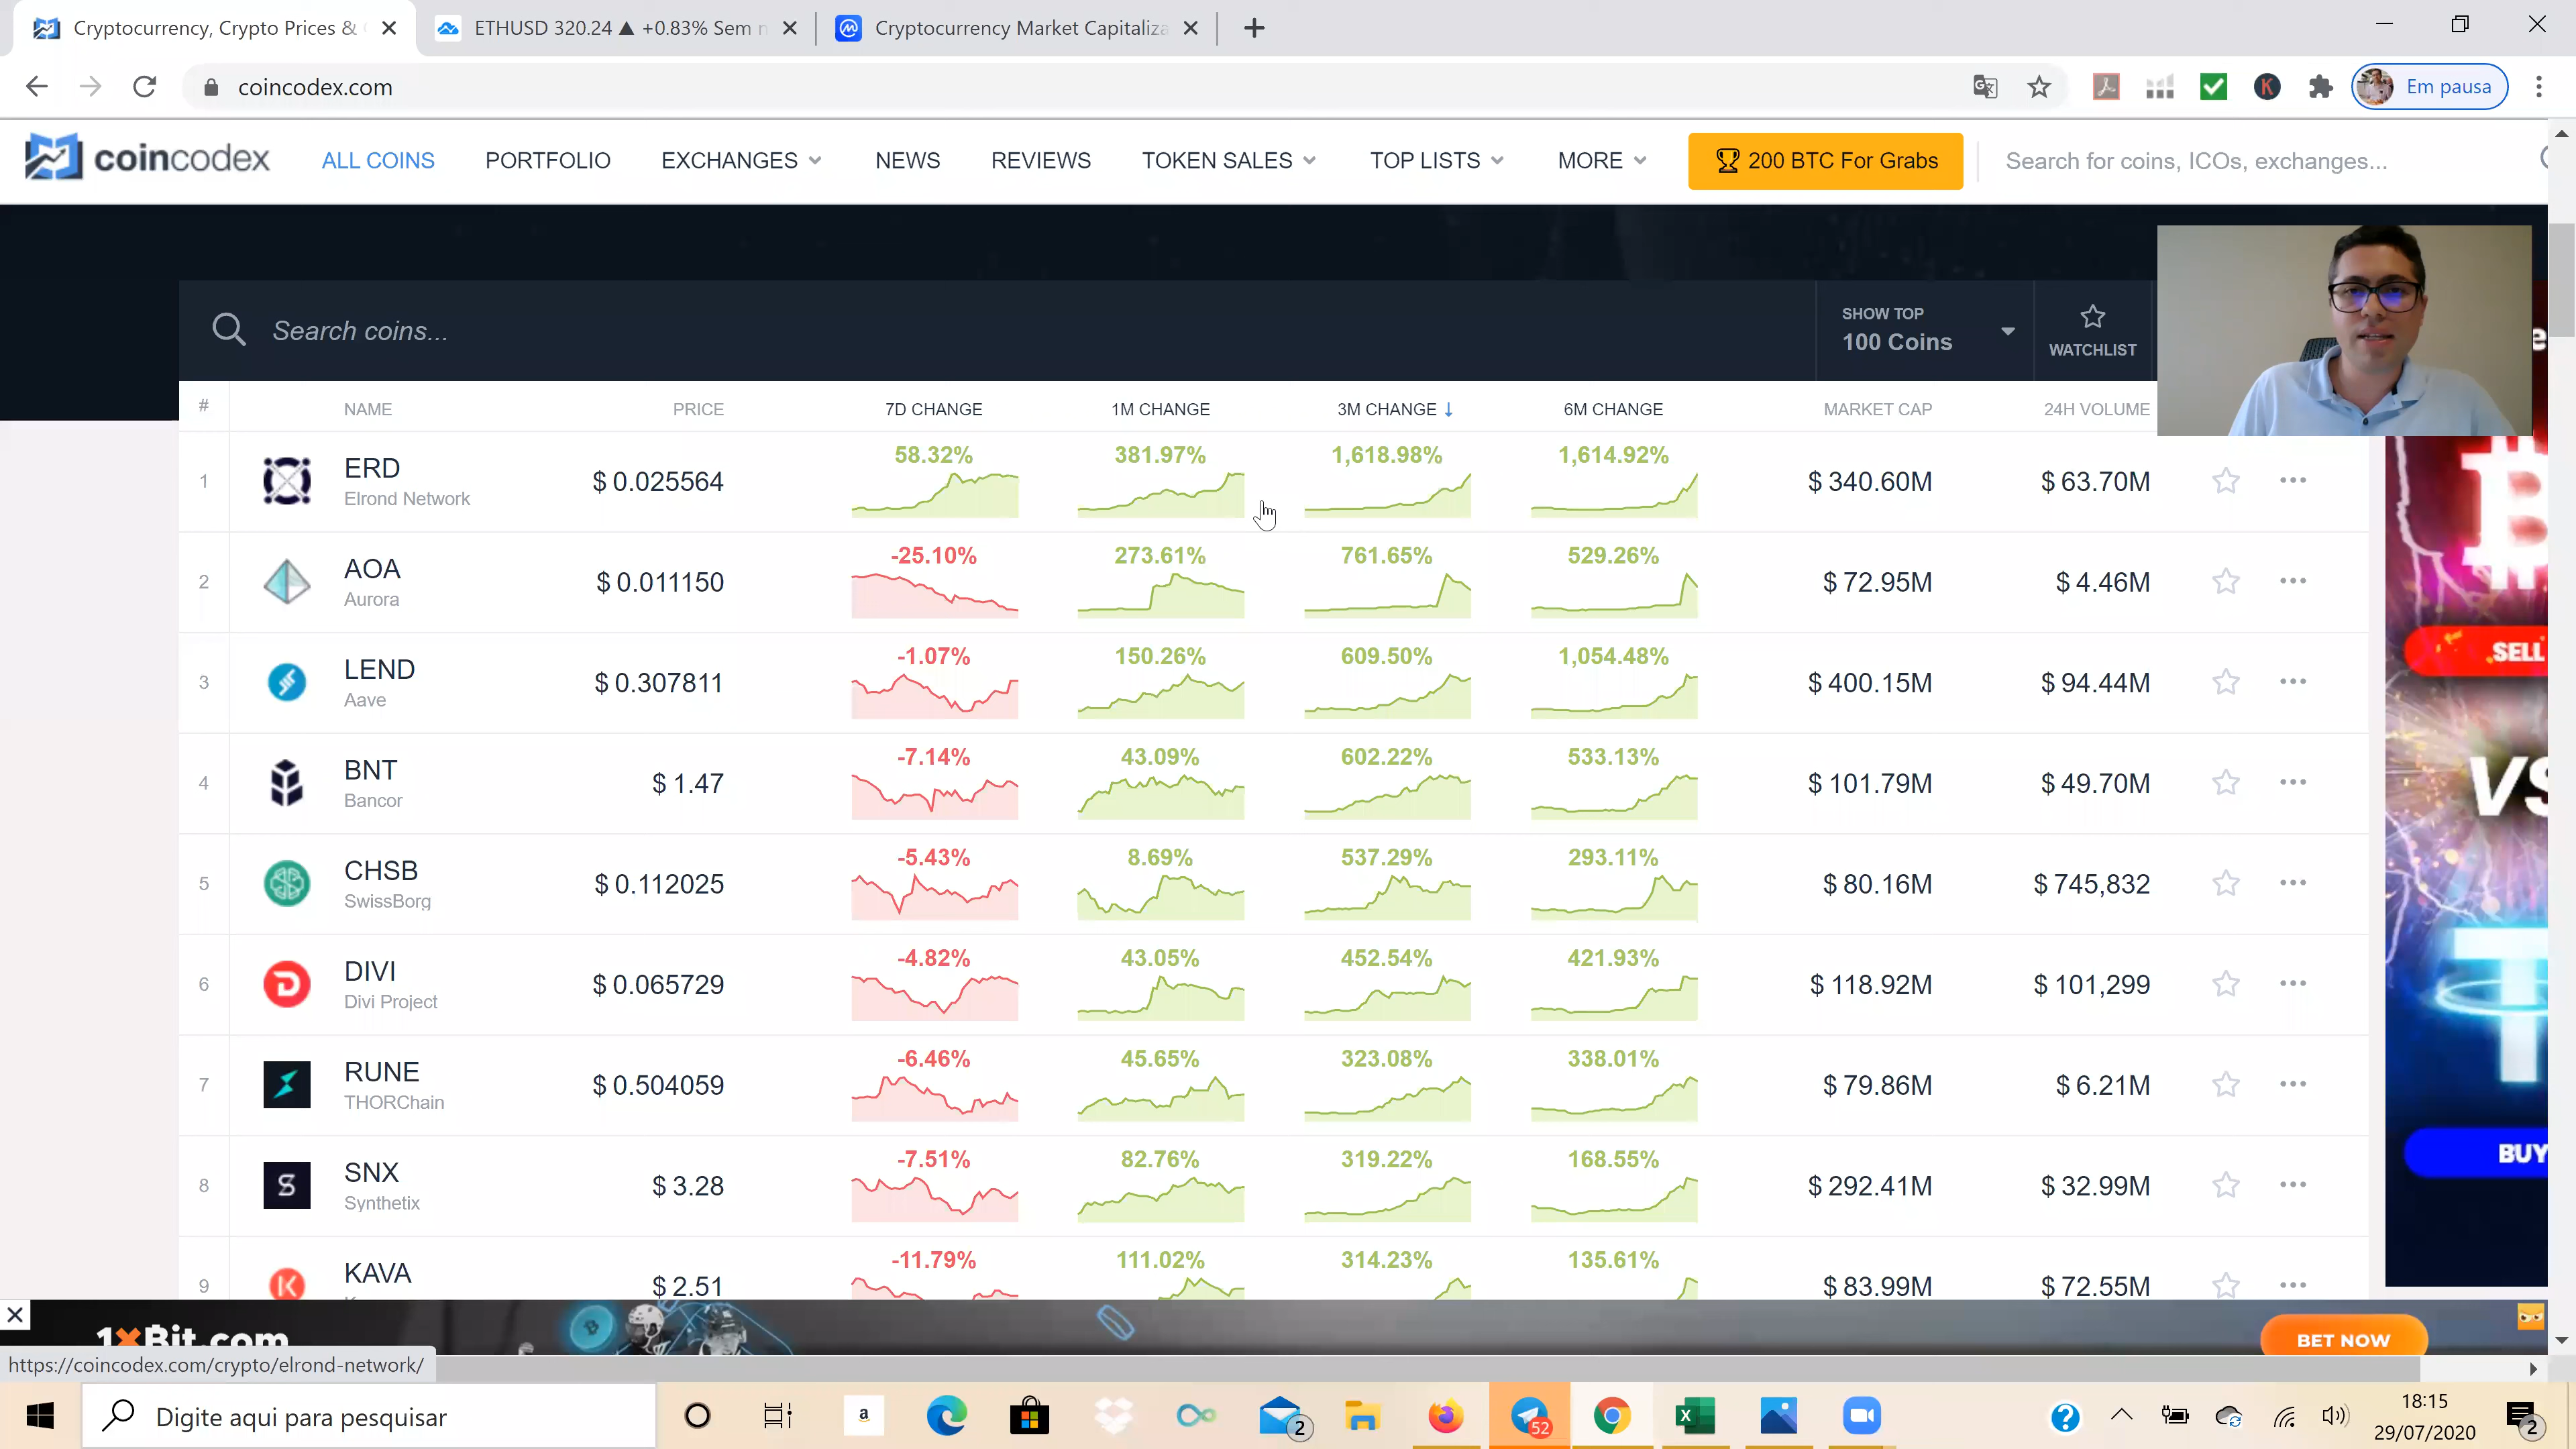 Cryptocurrency, Crypto Prices &
ETHUSD 320.24 ▲ +0.83% Sem
Cryptocurrency Market Capitaliza
coincodex.com
Em pausa
coincodex
ALL COINS
PORTFOLIO
EXCHANGES
NEWS
REVIEWS
TOKEN SALES
TOP LISTS
MORE
200 BTC For Grabs
Search for coins, ICOs, exchanges...
Search coins...
SHOW TOP
100 Coins
WATCHLIST
# NAME PRICE 7D CHANGE 1M CHANGE 3M CHANGE ↓ 6M CHANGE MARKET CAP 24H VOLUME
1 ERD $ 0.025564 58.32% 381.97% 1,618.98% 1,614.92% $ 340.60M $ 63.70M
Elrond Network
2 AOA $ 0.011150 -25.10% 273.61% 761.65% 529.26% $ 72.95M $ 4.46M
Aurora
3 LEND $ 0.307811 -1.07% 150.26% 609.50% 1,054.48% $ 400.15M $ 94.44M
Aave
4 BNT $ 1.47 -7.14% 43.09% 602.22% 533.13% $ 101.79M $ 49.70M
Bancor
5 CHSB $ 0.112025 -5.43% 8.69% 537.29% 293.11% $ 80.16M $ 745,832
SwissBorg
6 DIVI $ 0.065729 -4.82% 43.05% 452.54% 421.93% $ 118.92M $ 101,299
Divi Project
7 RUNE $ 0.504059 -6.46% 45.65% 323.08% 338.01% $ 79.86M $ 6.21M
THORChain
8 SNX $ 3.28 -7.51% 82.76% 319.22% 168.55% $ 292.41M $ 32.99M
Synthetix
9 KAVA $ 2.51 -11.79% 111.02% 314.23% 135.61% $ 83.99M $ 72.55M
SELL
VS
BUY
1XBit.com
BET NOW
https://coincodex.com/crypto/elrond-network/
Digite aqui para pesquisar
a
2
52
18:15
29/07/2020
2